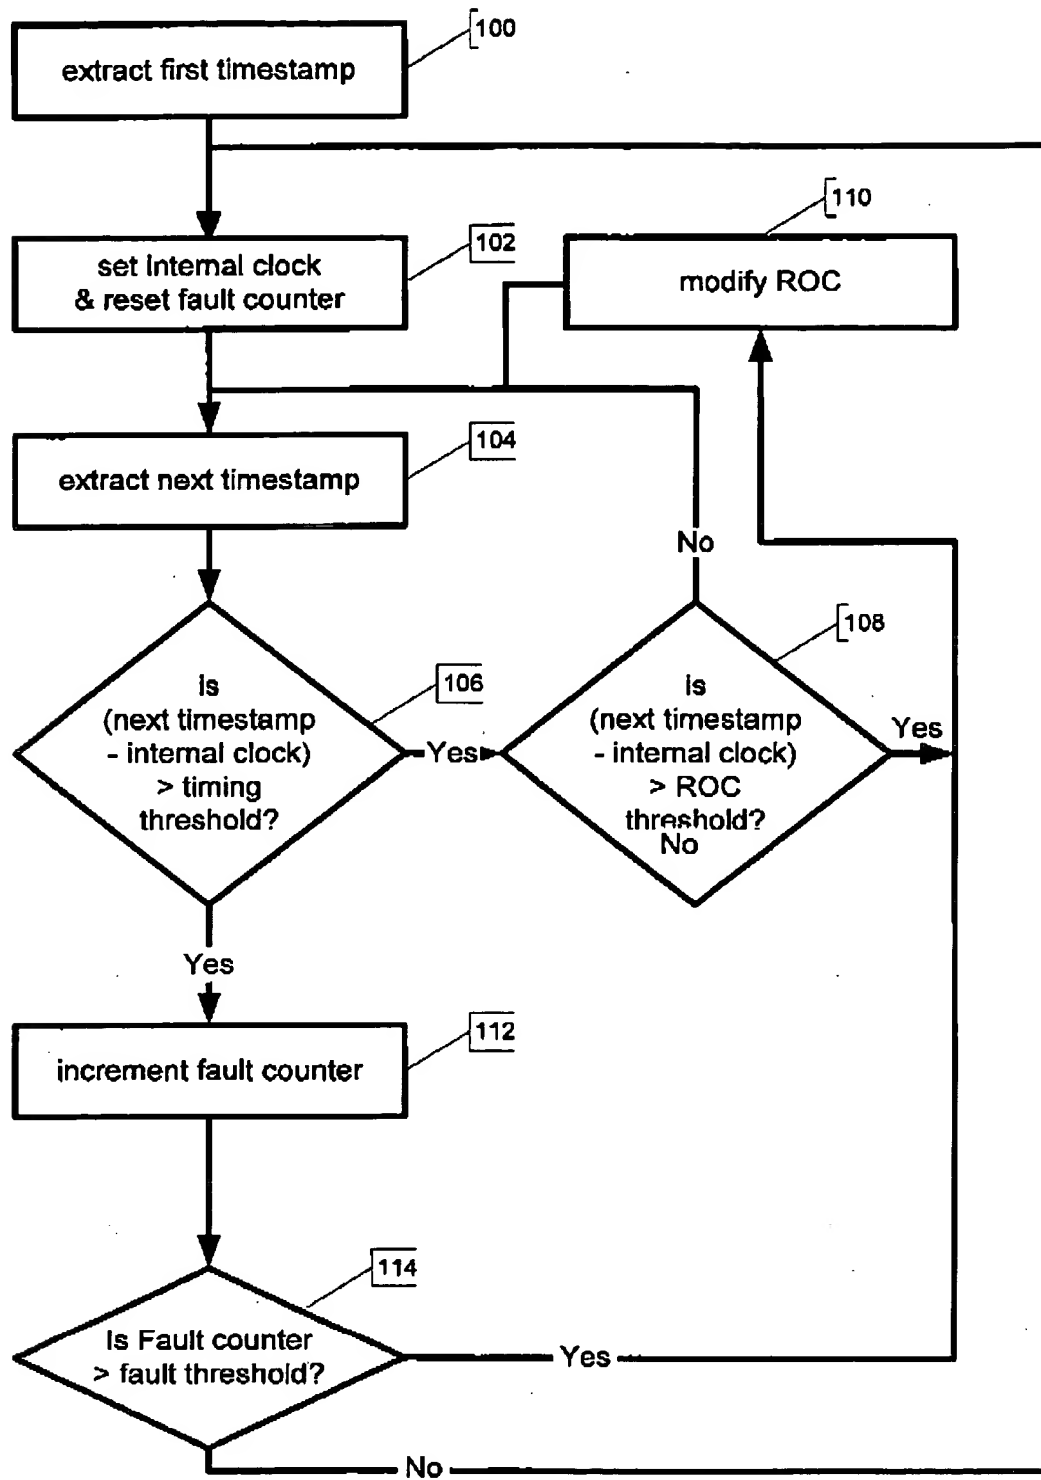 100
extract first timestamp
110
102
set internal clock
& reset fault counter
modify ROC
104
extract next timestamp
No
108
106
Is
(next timestamp
- internal clock)
> timing
threshold?
Yes
Is
(next timestamp
- internal clock)
> ROC
threshold?
No
Yes
Yes
112
increment fault counter
114
Is Fault counter
> fault threshold?
Yes
No